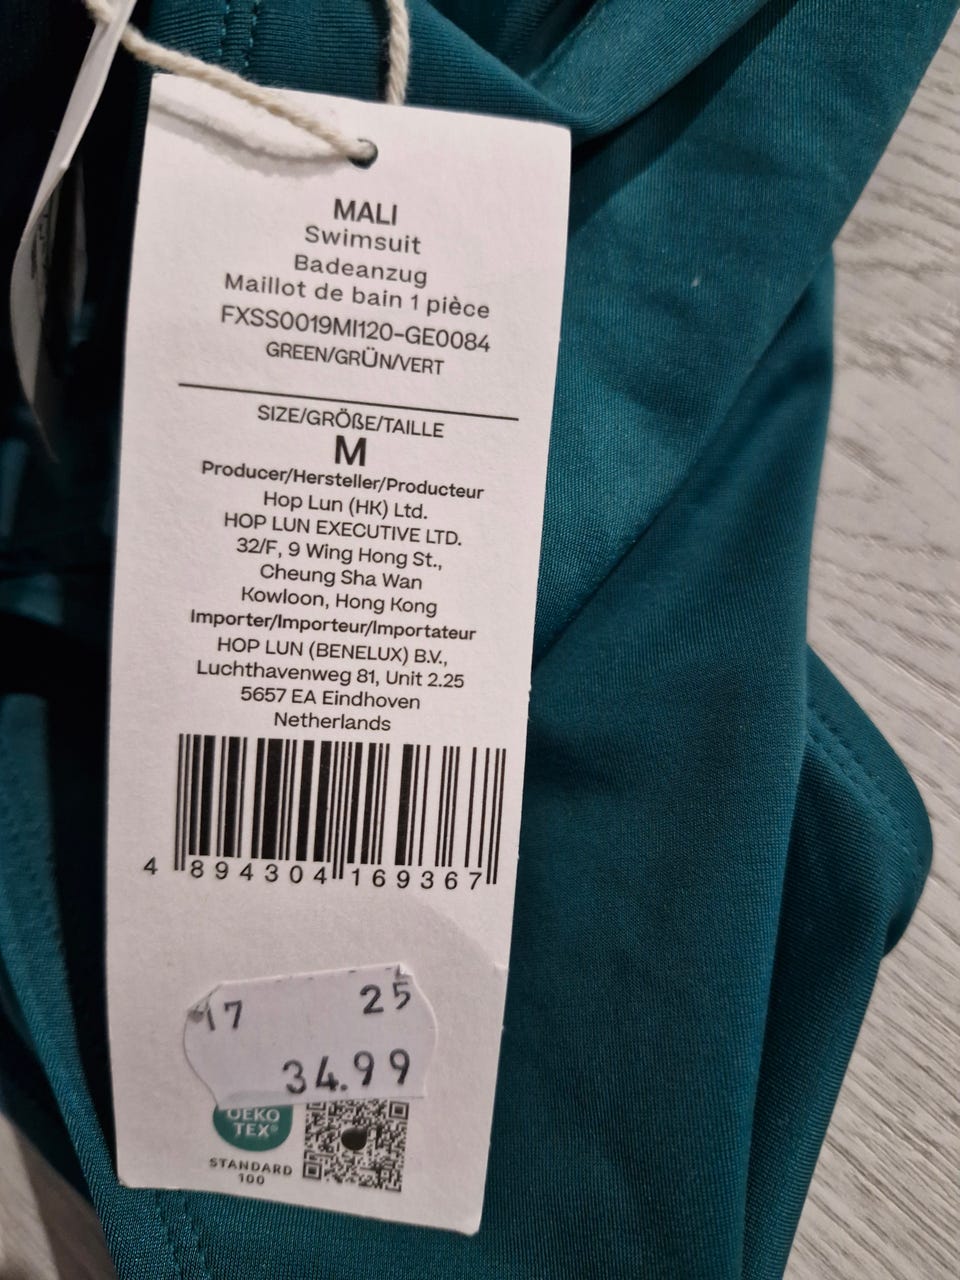 MALI
Swimsuit
Badeanzug
Maillot de bain 1 pièce
FXSS0019MI120-GE0084
GREEN/GRÜN/VERT
SIZE/GRÖßE/TAILLE
M
Producer/Hersteller/Producteur
Hop Lun (HK) Ltd.
HOP LUN EXECUTIVE LTD.
32/F, 9 Wing Hong St.,
Cheung Sha Wan
Kowloon, Hong Kong
Importer/Importeur/Importateur
HOP LUN (BENELUX) B.V.,
Luchthavenweg 81, Unit 2.25
5657 EA Eindhoven
Netherlands
4 894304 169367
17 25
34.99
OEKO
TEX®
STANDARD
100